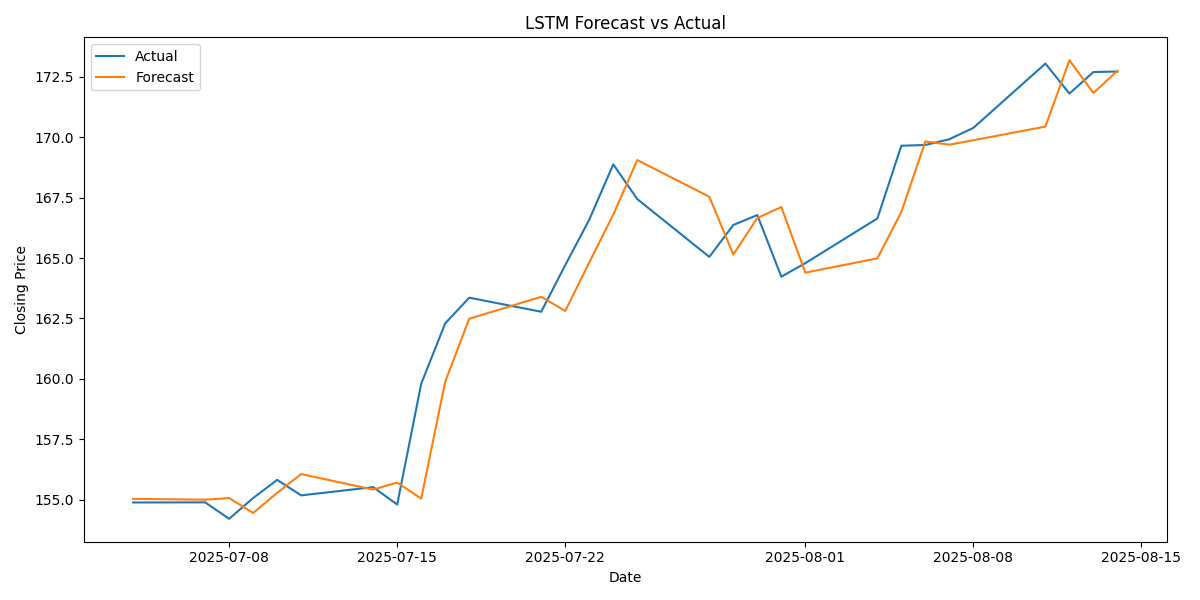 LSTM Forecast vs Actual
Actual
Forecast
Closing Price
172.5
170.0
167.5
165.0
162.5
160.0
157.5
155.0
2025-07-08
2025-07-15
2025-07-22
2025-08-01
2025-08-08
2025-08-15
Date